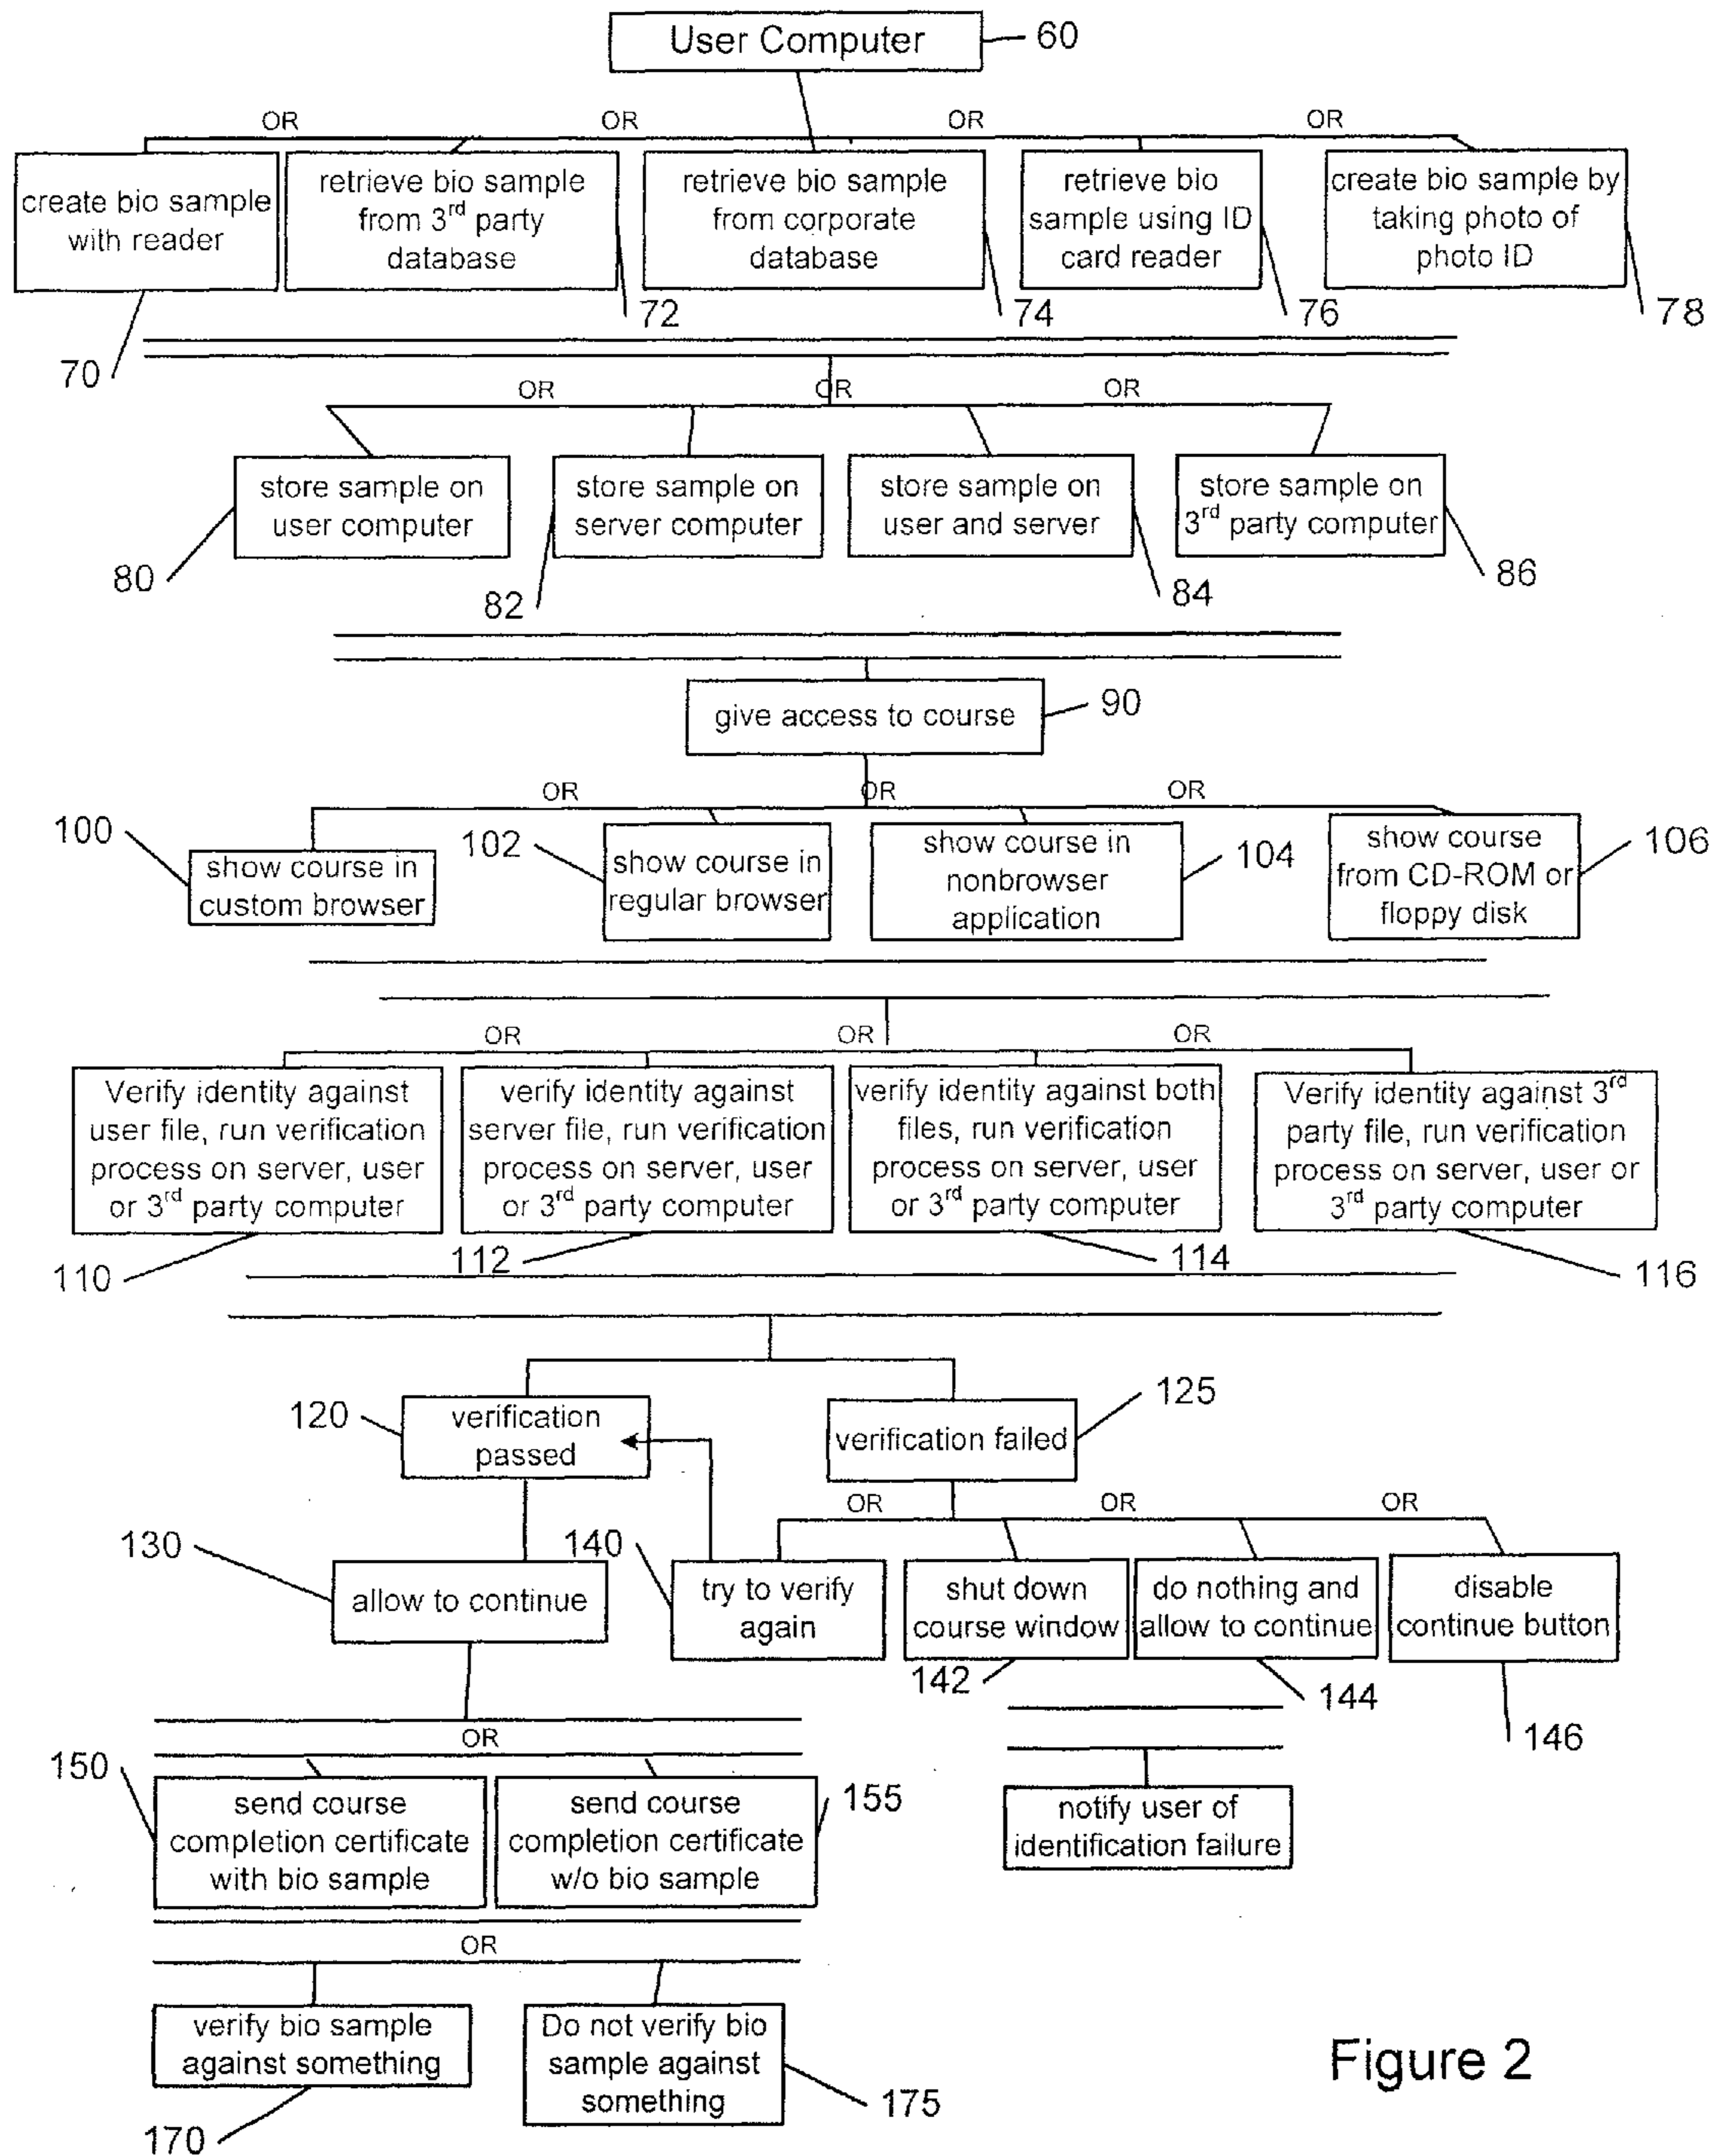 User Computer
60
OR
OR
OR
OR
create bio sample
with reader
retrieve bio sample
from 3rd party
database
retrieve bio sample
from corporate
database
retrieve bio
sample using ID
card reader
create bio sample by
taking photo of
photo ID
70
72
74
76
78
OR
OR
OR
store sample on
user computer
store sample on
server computer
store sample on
user and server
store sample on
3rd party computer
80
82
84
86
give access to course
90
OR
OR
OR
100
show course in
custom browser
102
show course in
regular browser
show course in
nonbrowser
application
104
show course
from CD-ROM or
floppy disk
106
OR
OR
OR
Verify identity against
user file, run verification
process on server, user
or 3rd party computer
verify identity against
server file, run verification
process on server, user
or 3rd party computer
verify identity against both
files, run verification
process on server, user
or 3rd party computer
Verify identity against 3rd
party file, run verification
process on server, user or
3rd party computer
110
112
114
116
120
verification
passed
verification failed
125
OR
OR
OR
130
allow to continue
140
try to verify
again
shut down
course window
do nothing and
allow to continue
disable
continue button
142
144
146
OR
150
send course
completion certificate
with bio sample
send course
completion certificate
w/o bio sample
155
notify user of
identification failure
OR
verify bio sample
against something
Do not verify bio
sample against
something
170
175
Figure 2